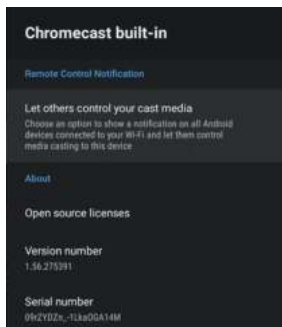 Chromecast built-in
Remote Control Notification
Let others control your cast media
Choose an option to show a notification on all Android
devices connected to your Wi-Fi and let them control
media casting to this device
About
Open source licenses
Version number
1.56.275391
Serial number